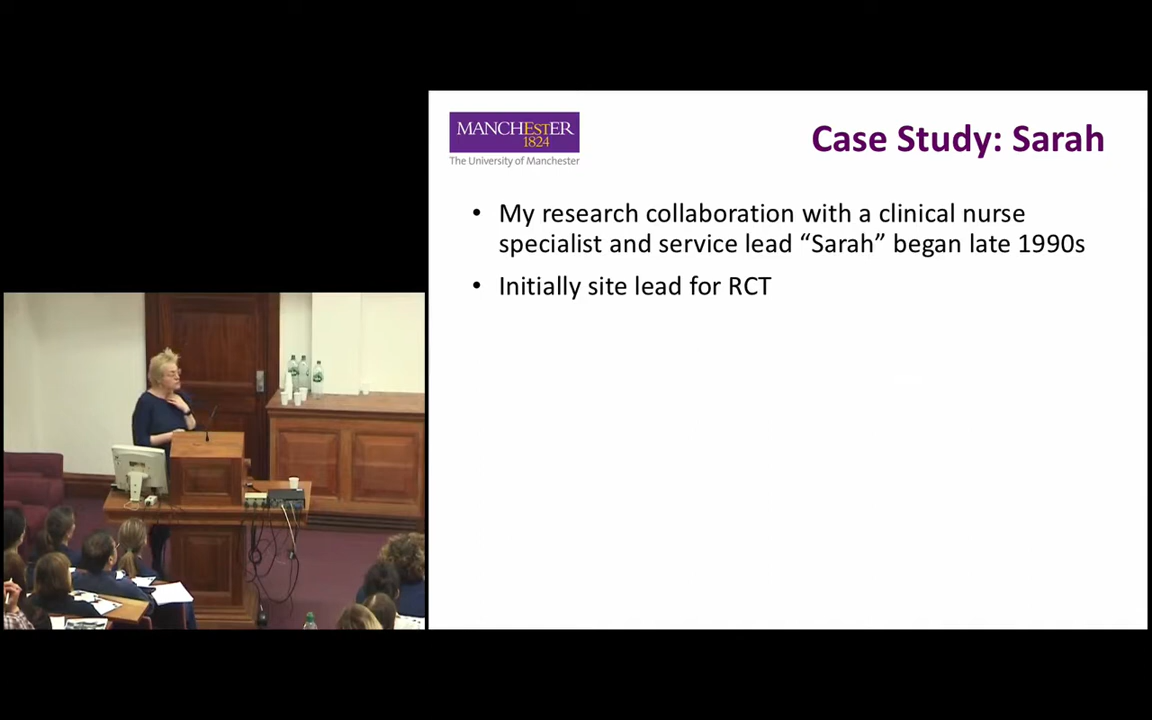 MANCHESTER
1824
The University of Manchester
Case Study: Sarah
• My research collaboration with a clinical nurse
specialist and service lead “Sarah” began late 1990s
• Initially site lead for RCT